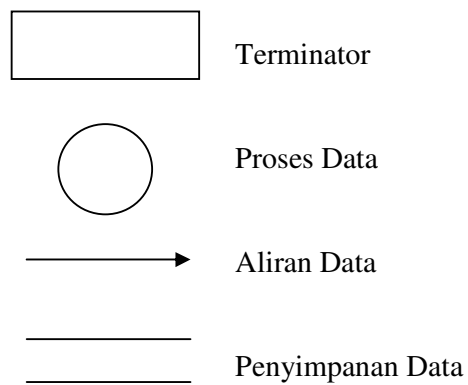 Terminator
Proses Data
Aliran Data
Penyimpanan Data